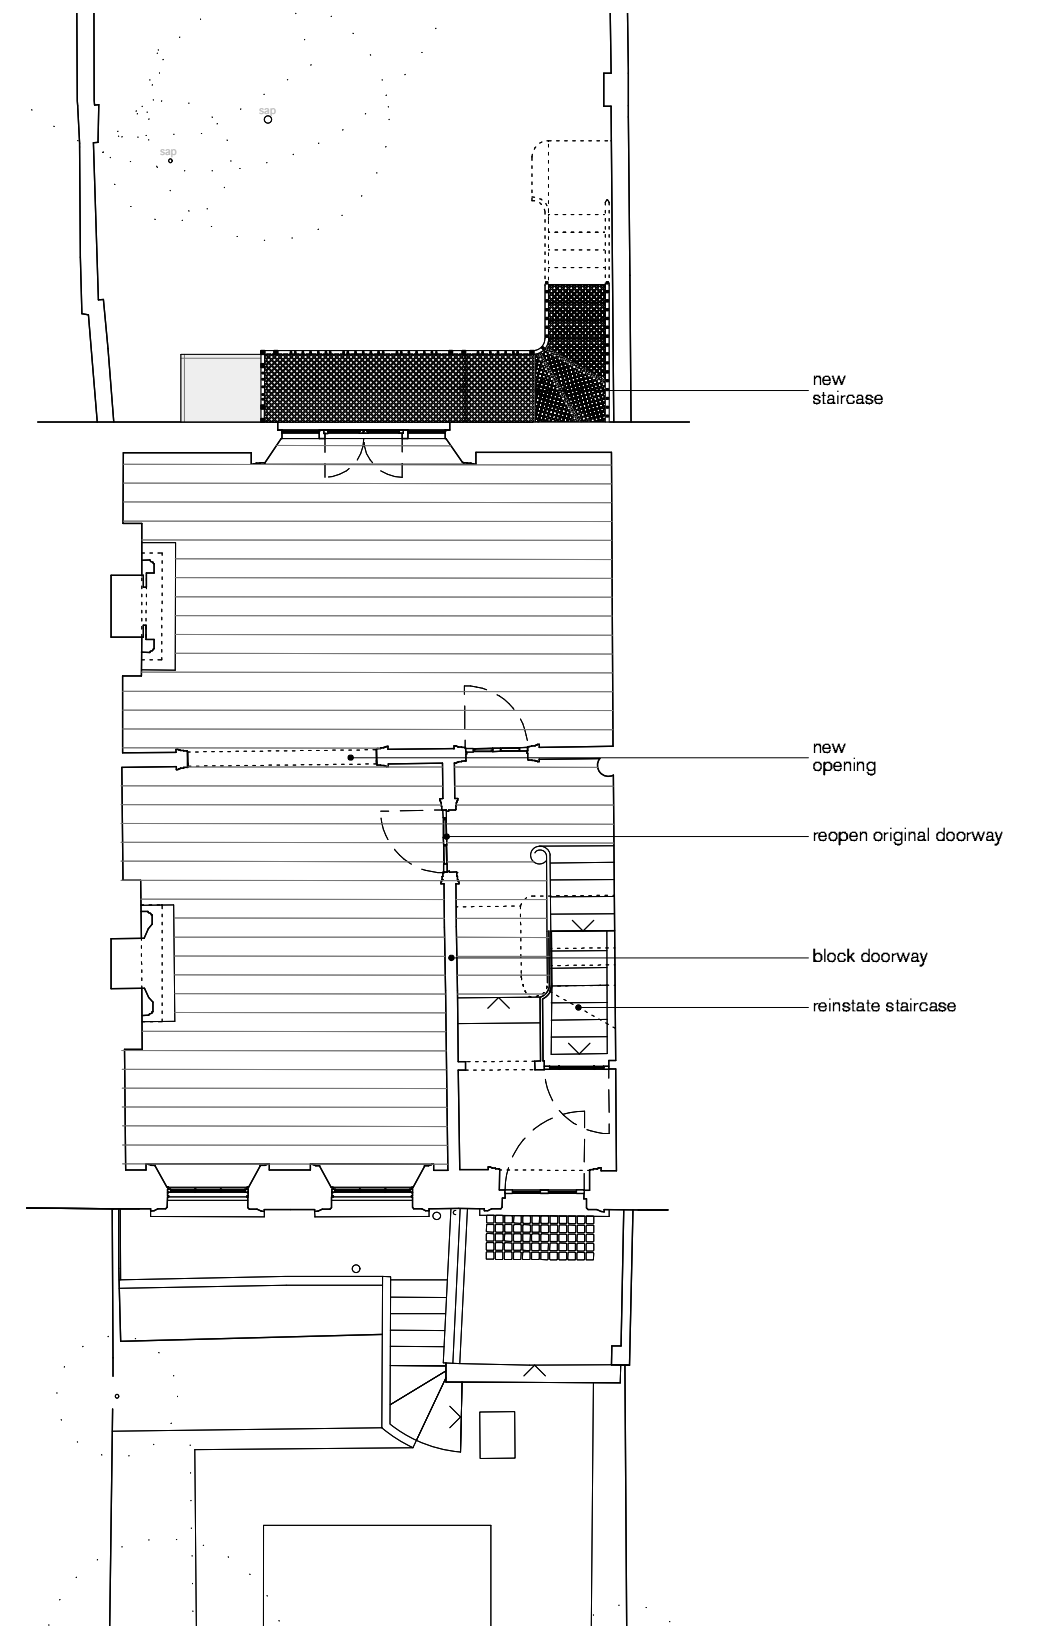 sap
sap
new
staircase
new
opening
reopen original doorway
block doorway
reinstate staircase